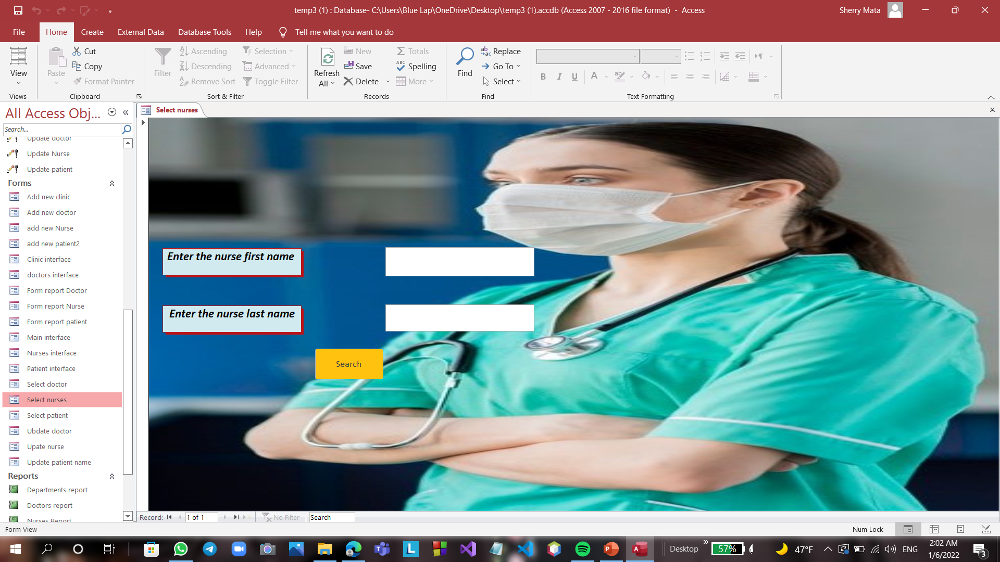 temp3 (1) : Database- C:\Users\Blue Lap\OneDrive\Desktop\temp3 (1).accdb (Access 2007 - 2016 file format) - Access
Sherry Mata
File
Home
Create
External Data
Database Tools
Help
Tell me what you want to do
View
Views
Paste
Cut
Copy
Format Painter
Clipboard
Filter
Ascending
Descending
Remove Sort
Selection
Advanced
Toggle Filter
Sort & Filter
Refresh
All
New
Save
Delete
Totals
Spelling
More
Records
Find
Replace
Go To
Select
Find
B I U
Text Formatting
All Access Obj...
Search...
Update doctor
Update Nurse
Update patient
Forms
Add new clinic
Add new doctor
add new Nurse
add new patient2
Clinic interface
doctors interface
Form report Doctor
Form report Nurse
Form report patient
Main interface
Nurses interface
Patient interface
Select doctor
Select nurses
Select patient
Ubdate doctor
Upate nurse
Update patient name
Reports
Departments report
Doctors report
Nurses Report
Select nurses
Enter the nurse first name
Enter the nurse last name
Search
Record:
1 of 1
No Filter
Search
Form View
Num Lock
Desktop
57%
47°F
ENG
2:02 AM
1/6/2022
3